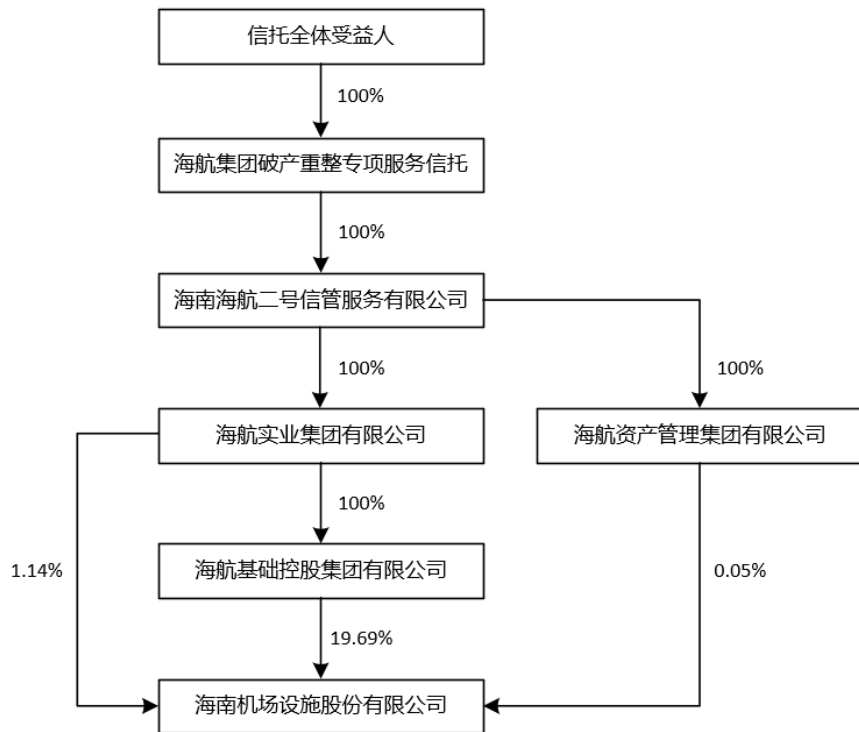 信托全体受益人
100%
海航集团破产重整专项服务信托
100%
海南海航二号信管服务有限公司
100%
100%
海航实业集团有限公司
海航资产管理集团有限公司
100%
1.14%
海航基础控股集团有限公司
0.05%
19.69%
海南机场设施股份有限公司